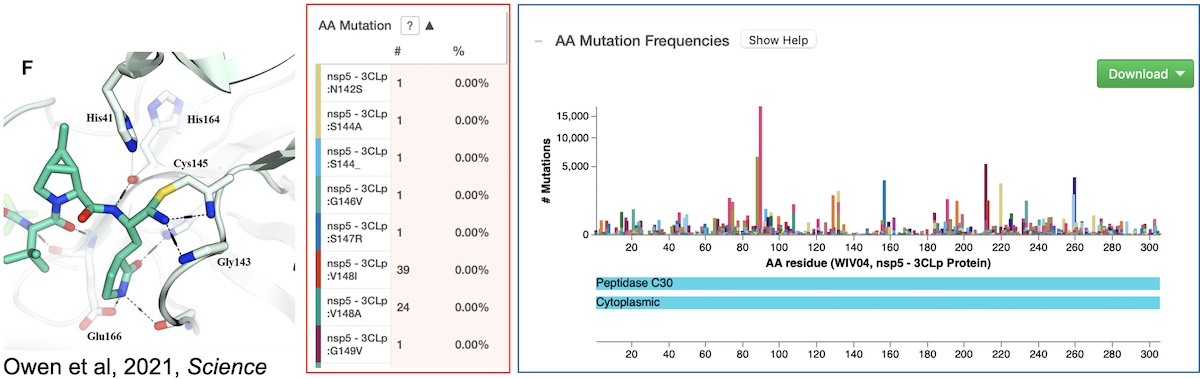 F
His41
His164
Cys145
Gly143
Glu166
Owen et al, 2021, Science
AA Mutation ? ▲
# %
nsp5 - 3CLp
:N142S 1 0.00%
nsp5 - 3CLp
:S144A 1 0.00%
nsp5 - 3CLp
:S144_ 1 0.00%
nsp5 - 3CLp
:G146V 1 0.00%
nsp5 - 3CLp
:S147R 1 0.00%
nsp5 - 3CLp
:V148I 39 0.00%
nsp5 - 3CLp
:V148A 24 0.00%
nsp5 - 3CLp
:G149V 1 0.00%
– AA Mutation Frequencies Show Help
Download
# Mutations
15,000
10,000
5,000
0
20 40 60 80 100 120 140 160 180 200 220 240 260 280 300
AA residue (WIV04, nsp5 - 3CLp Protein)
Peptidase C30
Cytoplasmic
20 40 60 80 100 120 140 160 180 200 220 240 260 280 300